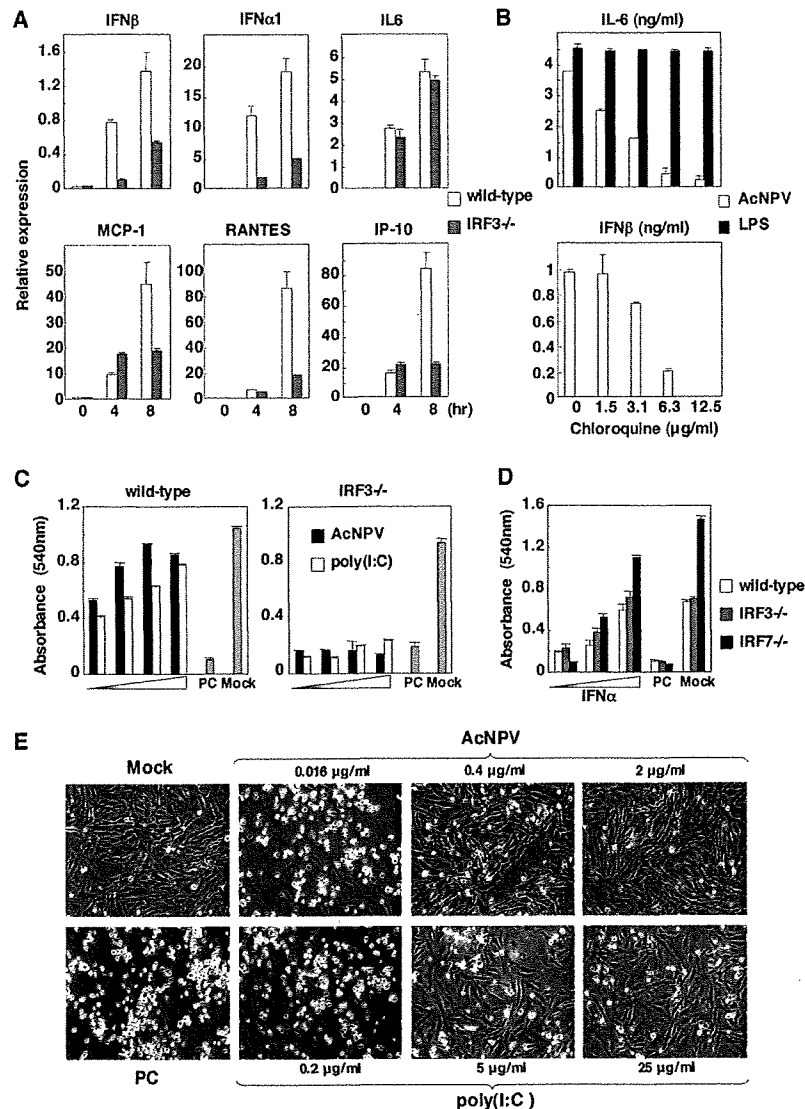 A
IFNβ
IFNα1
IL6
1.6
1.2
0.8
0.4
0
20
15
10
5
0
6
5
4
3
2
1
0
wild-type
IRF3-/-
Relative expression
MCP-1
RANTES
IP-10
50
40
30
20
10
0
100
80
60
40
20
0
80
60
40
20
0
0 4 8
0 4 8
0 4 8 (hr)
B
IL-6 (ng/ml)
4
2
0
AcNPV
LPS
IFNβ (ng/ml)
1
0.8
0.6
0.4
0.2
0
0 1.5 3.1 6.3 12.5
Chloroquine (μg/ml)
C
wild-type
IRF3-/-
Absorbance (540nm)
1.2
0.8
0.4
0
PC Mock
1.2
0.8
0.4
0
AcNPV
poly(I:C)
PC Mock
D
Absorbance (540nm)
1.6
1.2
0.8
0.4
0
wild-type
IRF3-/-
IRF7-/-
IFNα
PC Mock
E
AcNPV
Mock
0.016 μg/ml
0.4 μg/ml
2 μg/ml
PC
0.2 μg/ml
5 μg/ml
25 μg/ml
poly(I:C )